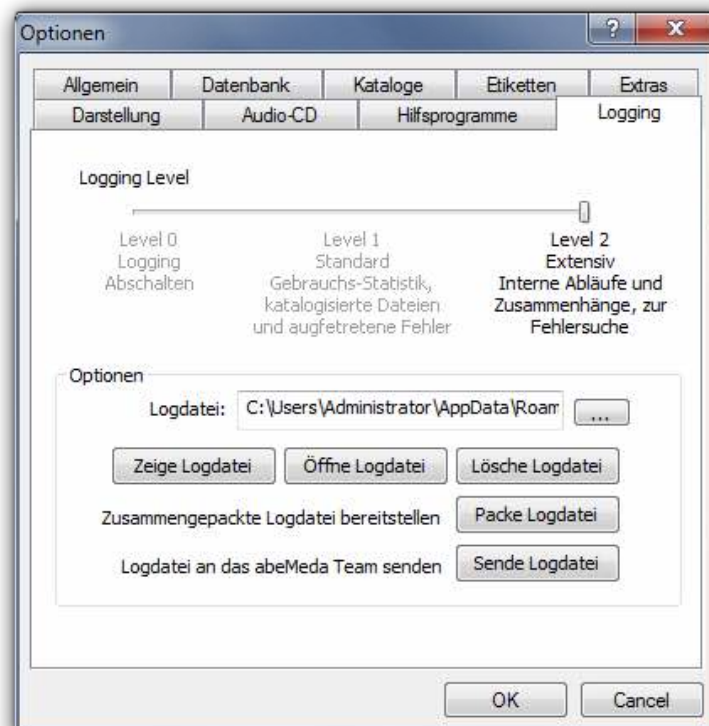 Optionen
? x
Allgemein Datenbank Kataloge Etiketten Extras
Darstellung Audio-CD Hilfsprogramme Logging
Logging Level
Level 0
Logging
Abschalten
Level 1
Standard
Gebrauchs-Statistik,
katalogisierte Dateien
und augfetretene Fehler
Level 2
Extensiv
Interne Abläufe und
Zusammenhänge, zur
Fehlersuche
Optionen
Logdatei: C:\Users\Administrator\AppData\Roam ...
Zeige Logdatei Öffne Logdatei Lösche Logdatei
Zusammengepackte Logdatei bereitstellen Packe Logdatei
Logdatei an das abeMeda Team senden Sende Logdatei
OK Cancel